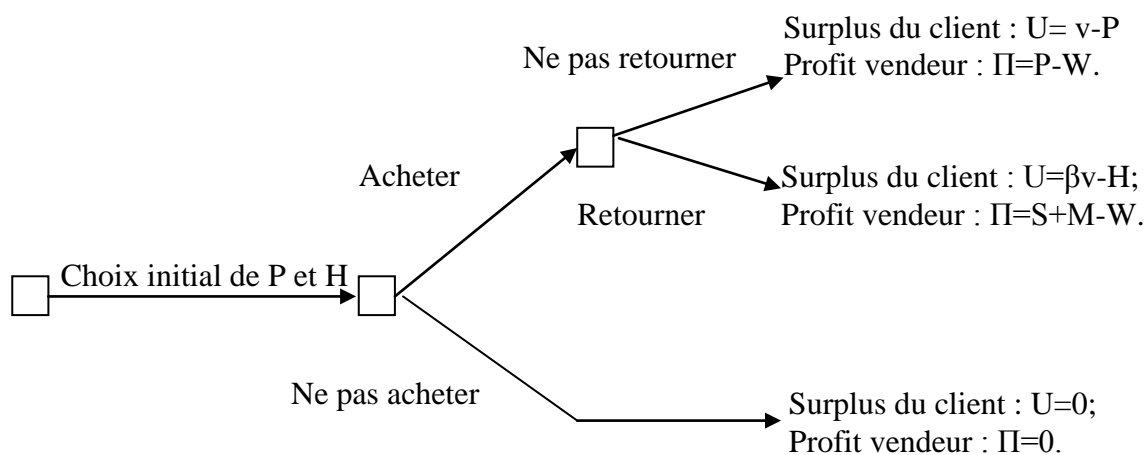 Surplus du client : U= v-P
Profit vendeur : Π=P-W.
Ne pas retourner
Acheter
Surplus du client : U=βv-H;
Profit vendeur : Π=S+M-W.
Retourner
Choix initial de P et H
Ne pas acheter
Surplus du client : U=0;
Profit vendeur : Π=0.